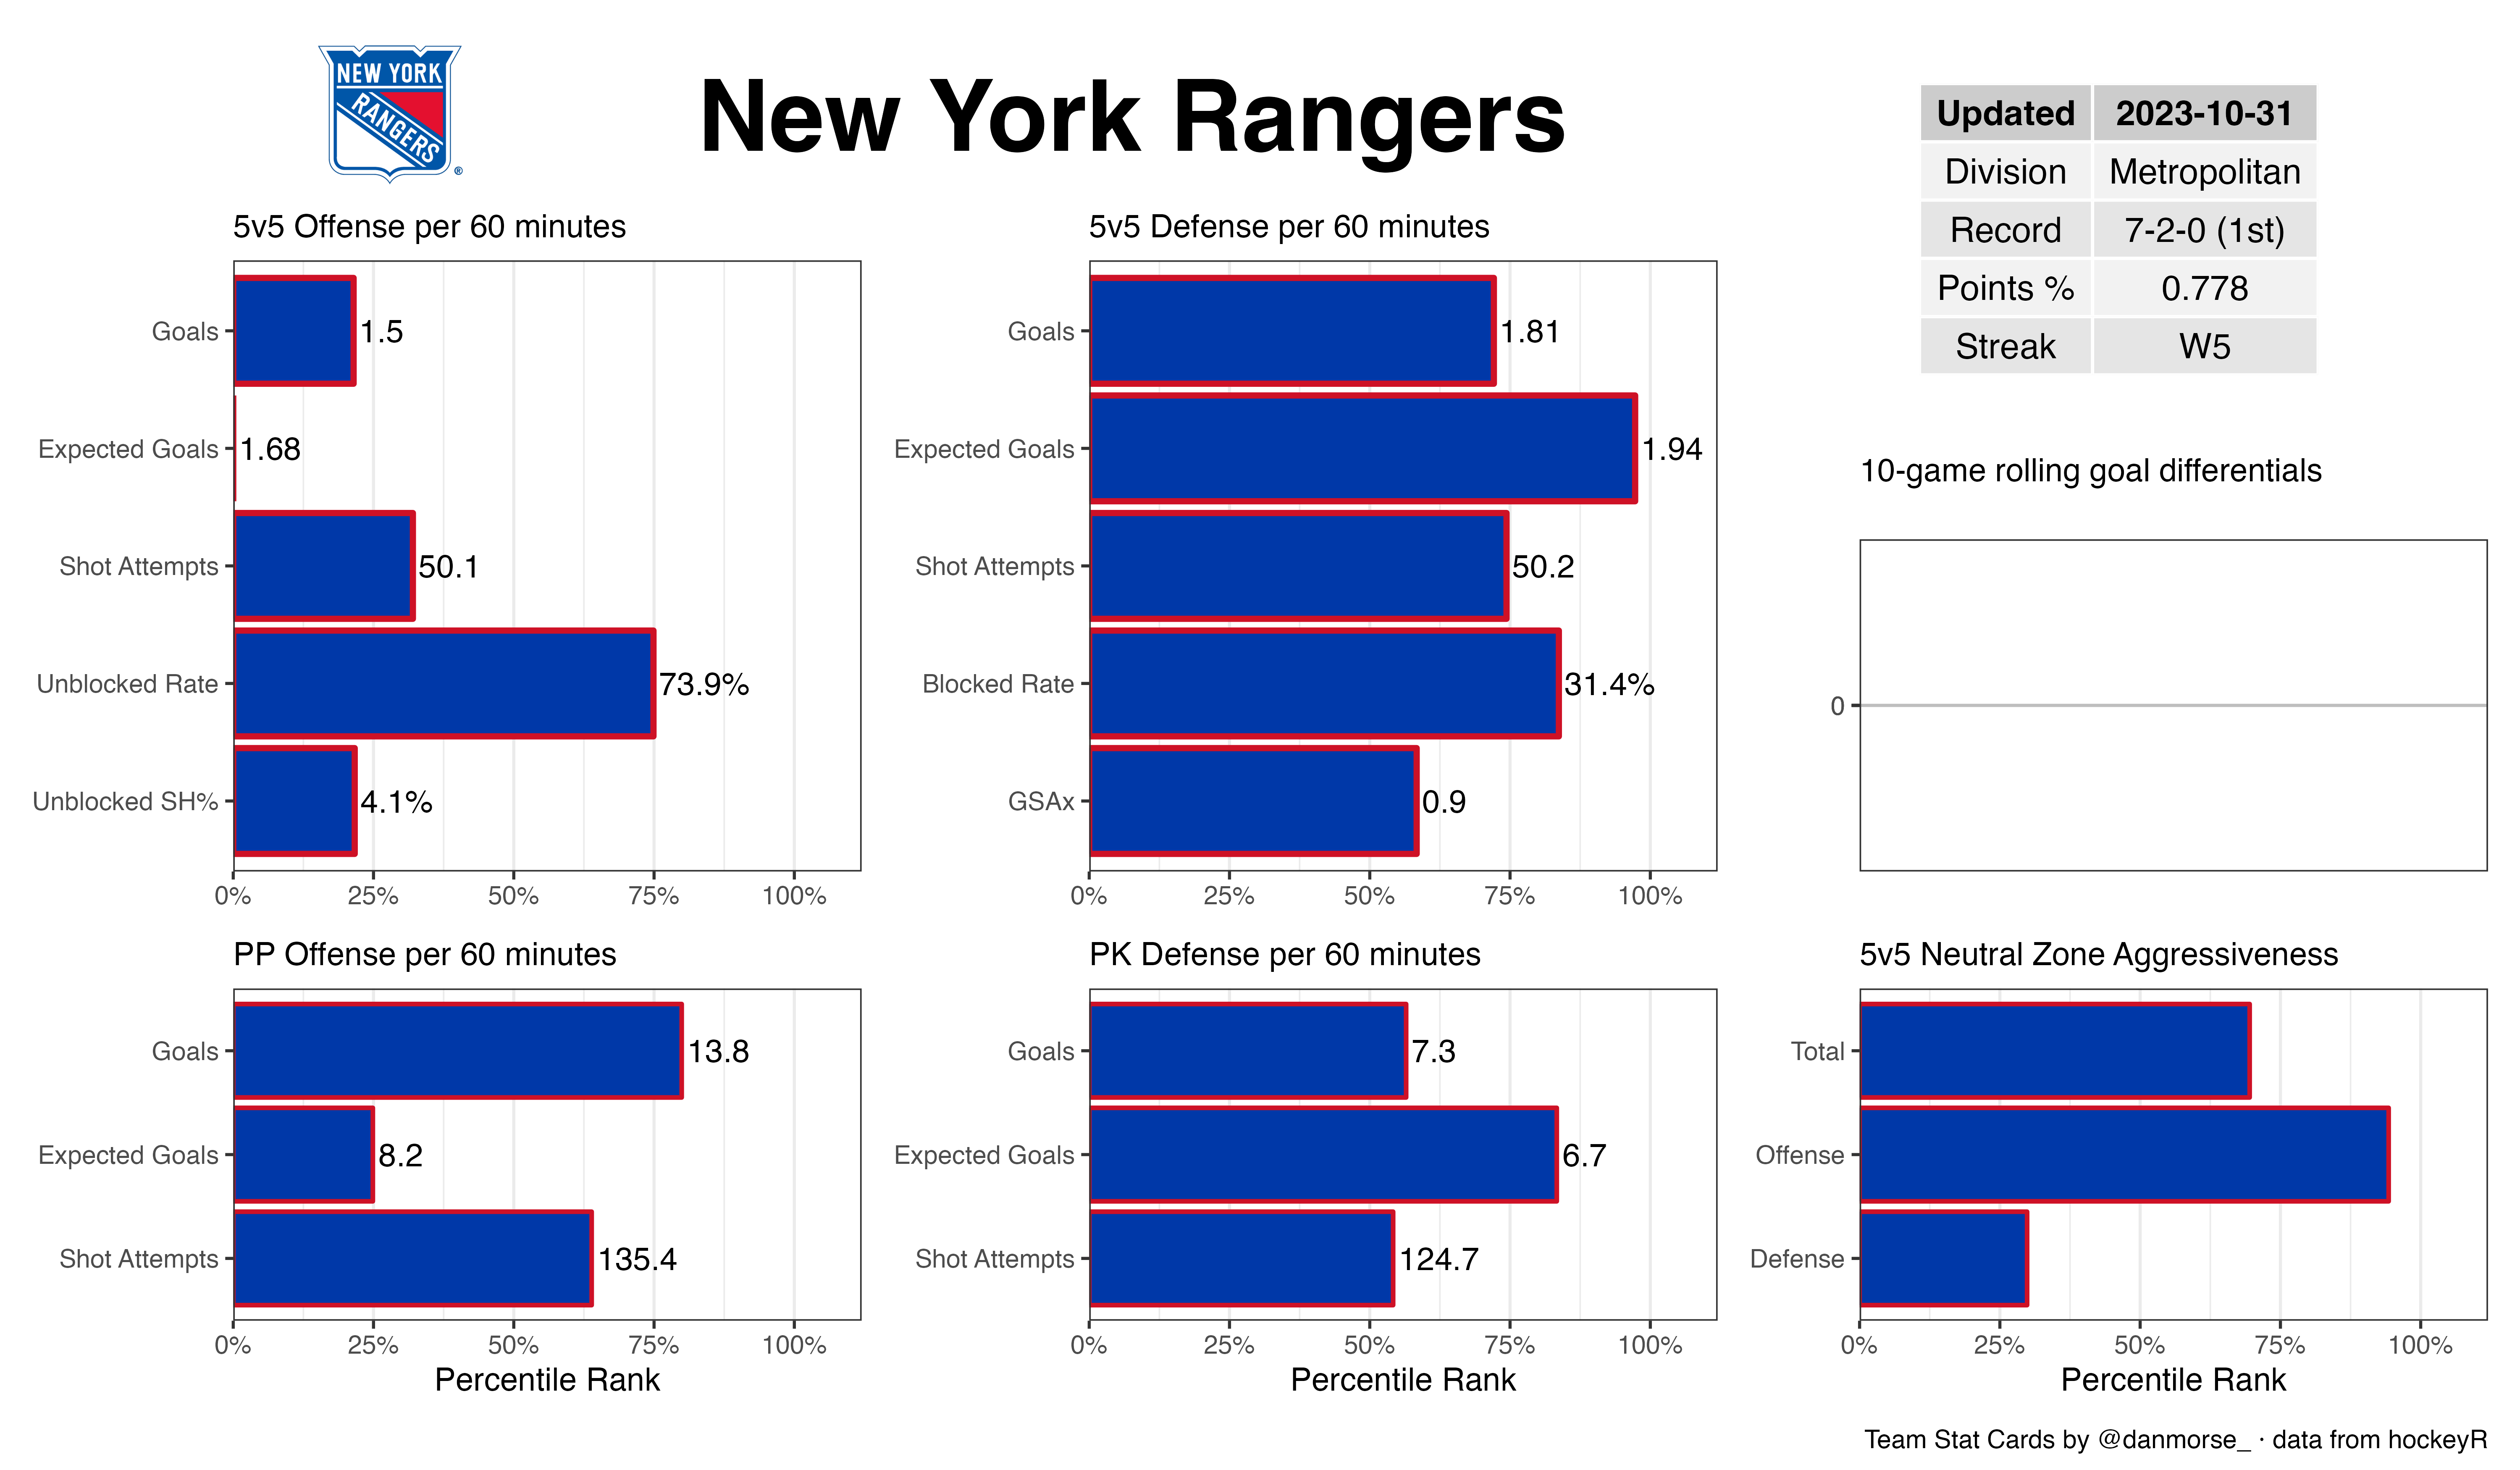 NEW YORK
RANGERS
®
New York Rangers
Updated 2023-10-31
Division Metropolitan
Record 7-2-0 (1st)
Points % 0.778
Streak W5
5v5 Offense per 60 minutes
Goals 1.5
Expected Goals 1.68
Shot Attempts 50.1
Unblocked Rate 73.9%
Unblocked SH% 4.1%
0% 25% 50% 75% 100%
5v5 Defense per 60 minutes
Goals 1.81
Expected Goals 1.94
Shot Attempts 50.2
Blocked Rate 31.4%
GSAx 0.9
0% 25% 50% 75% 100%
10-game rolling goal differentials
0
PP Offense per 60 minutes
Goals 13.8
Expected Goals 8.2
Shot Attempts 135.4
0% 25% 50% 75% 100%
Percentile Rank
PK Defense per 60 minutes
Goals 7.3
Expected Goals 6.7
Shot Attempts 124.7
0% 25% 50% 75% 100%
Percentile Rank
5v5 Neutral Zone Aggressiveness
Total
Offense
Defense
0% 25% 50% 75% 100%
Percentile Rank
Team Stat Cards by @danmorse_ · data from hockeyR